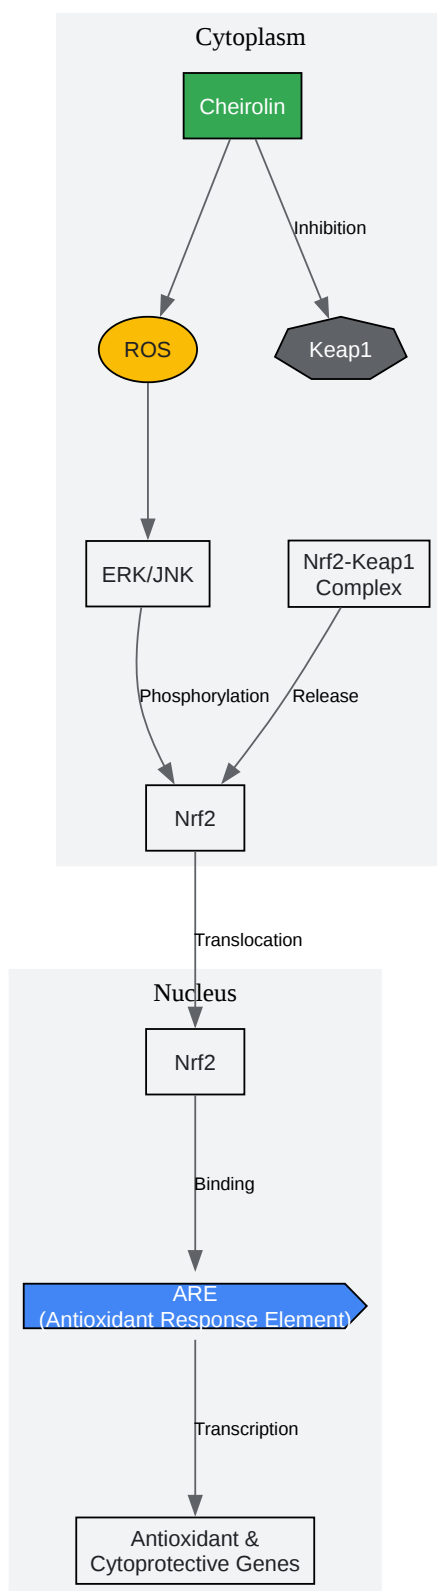 Cytoplasm
Cheirolin
Inhibition
ROS
Keap1
ERK/JNK
Nrf2-Keap1
Complex
Phosphorylation
Release
Nrf2
Translocation
Nucleus
Nrf2
Binding
ARE
(Antioxidant Response Element)
Transcription
Antioxidant &
Cytoprotective Genes